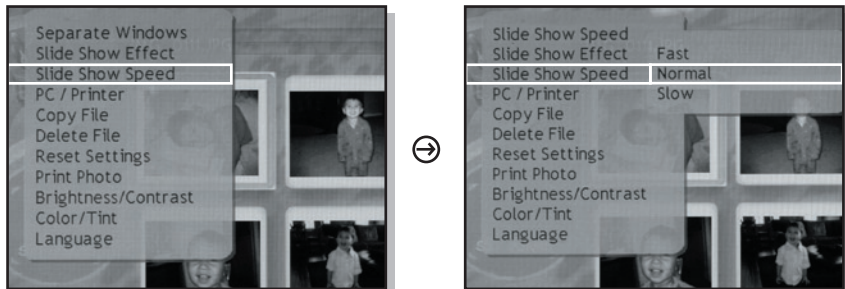 Separate Windows
Slide Show Effect
Slide Show Speed
PC / Printer
Copy File
Delete File
Reset Settings
Print Photo
Brightness/Contrast
Color/Tint
Language
Slide Show Speed
Slide Show Effect Fast
Slide Show Speed Normal
PC / Printer Slow
Copy File
Delete File
Reset Settings
Print Photo
Brightness/Contrast
Color/Tint
Language